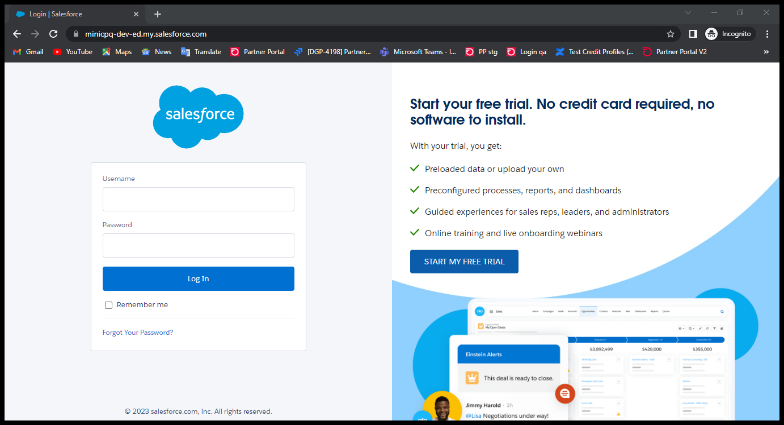 Login | Salesforce
miniqpq-dev-ed.my.salesforce.com
Incognito
Gmail
YouTube
Maps
News
Translate
Partner Portal
[DGP-4198] Partner...
Microsoft Teams - I...
PP stg
Login qa
Test Credit Profiles (...
Partner Portal V2
salesforce
Username
Password
Log In
Remember me
Forgot Your Password?
© 2023 salesforce.com, inc. All rights reserved.
Start your free trial. No credit card required, no
software to install.
With your trial, you get:
Preloaded data or upload your own
Preconfigured processes, reports, and dashboards
Guided experiences for sales reps, leaders, and administrators
Online training and live onboarding webinars
START MY FREE TRIAL
Einstein Alerts
This deal is ready to close.
Jimmy Harold · 2h
@Lisa Negotiations under way!